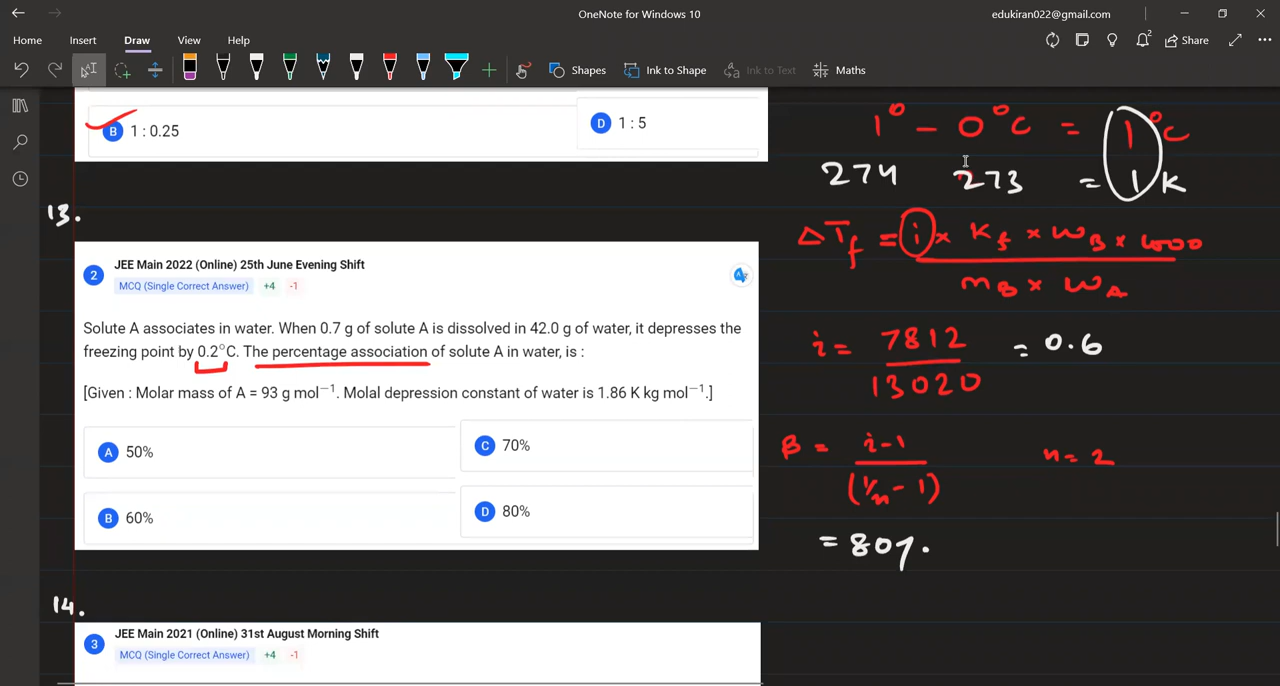 OneNote for Windows 10
edukiran022@gmail.com
Home Insert Draw View Help
Share
Shapes Ink to Shape Ink to Text Maths
B 1 : 0.25
D 1 : 5
13.
2 JEE Main 2022 (Online) 25th June Evening Shift
MCQ (Single Correct Answer) +4 -1
Solute A associates in water. When 0.7 g of solute A is dissolved in 42.0 g of water, it depresses the
freezing point by 0.2°C. The percentage association of solute A in water, is :
[Given : Molar mass of A = 93 g mol⁻¹. Molal depression constant of water is 1.86 K kg mol⁻¹.]
A 50%
C 70%
B 60%
D 80%
14.
3 JEE Main 2021 (Online) 31st August Morning Shift
MCQ (Single Correct Answer) +4 -1
1° - 0°C = 1°C
274 273 = 1 K
ΔTf = i × Kf × WB × 1000
mB × WA
i = 7812 = 0.6
13020
β = i-1 n = 2
(1/n - 1)
= 80%.